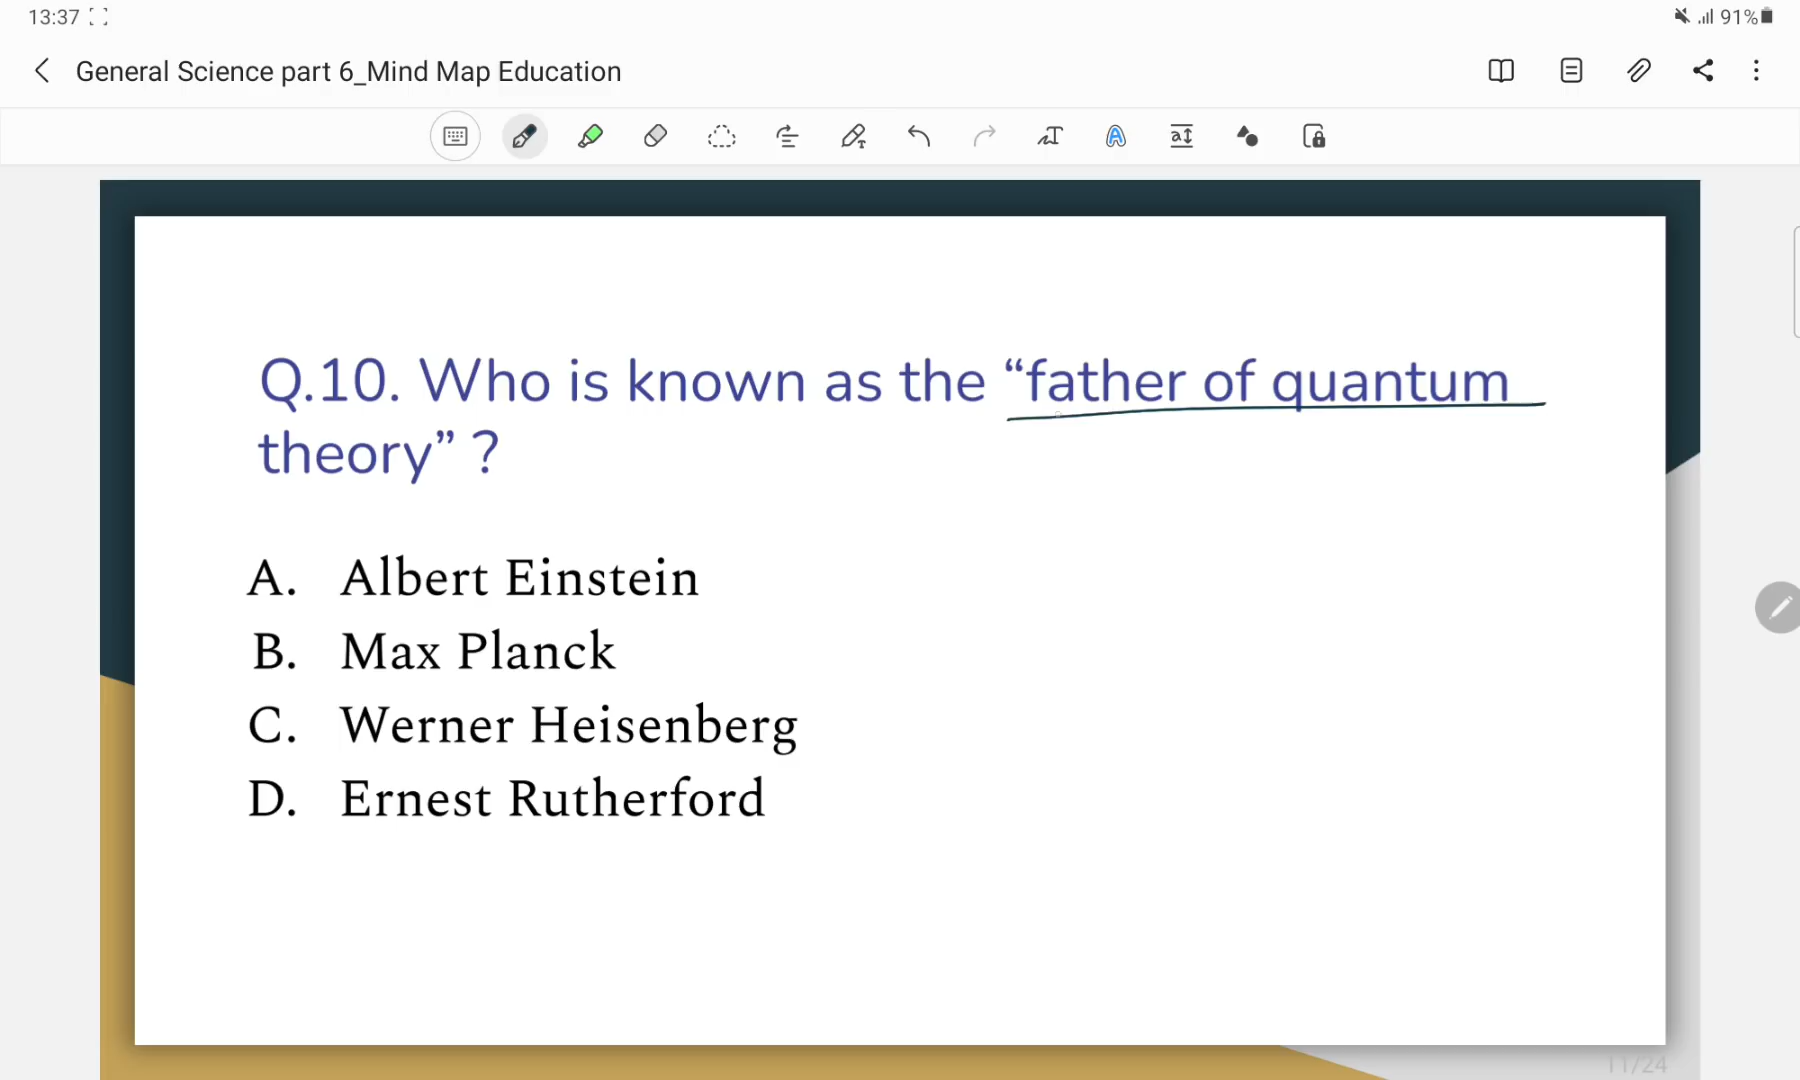 13:37
91%
General Science part 6_Mind Map Education
Q.10. Who is known as the “father of quantum
theory” ?
A. Albert Einstein
B. Max Planck
C. Werner Heisenberg
D. Ernest Rutherford
11/24